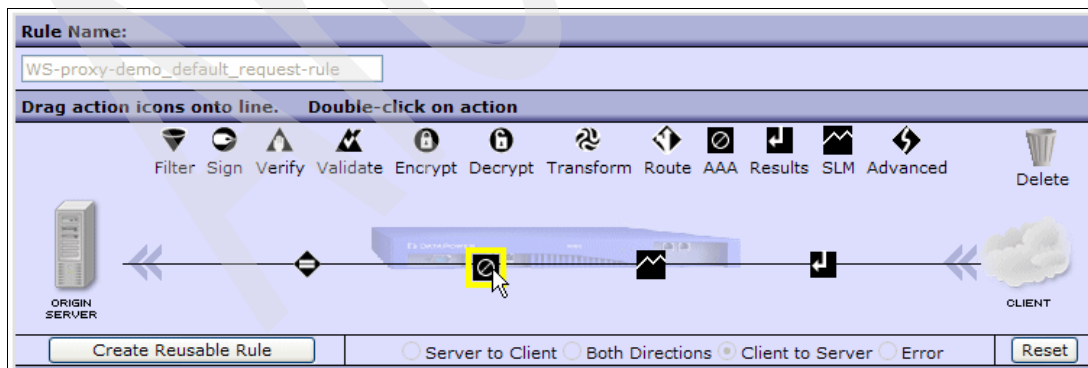 Rule Name:
WS-proxy-demo_default_request-rule
Drag action icons onto line. Double-click on action
Filter Sign Verify Validate Encrypt Decrypt Transform Route AAA Results SLM Advanced
Delete
DATAPOWER
ORIGIN
SERVER
CLIENT
Create Reusable Rule Server to Client Both Directions Client to Server Error Reset